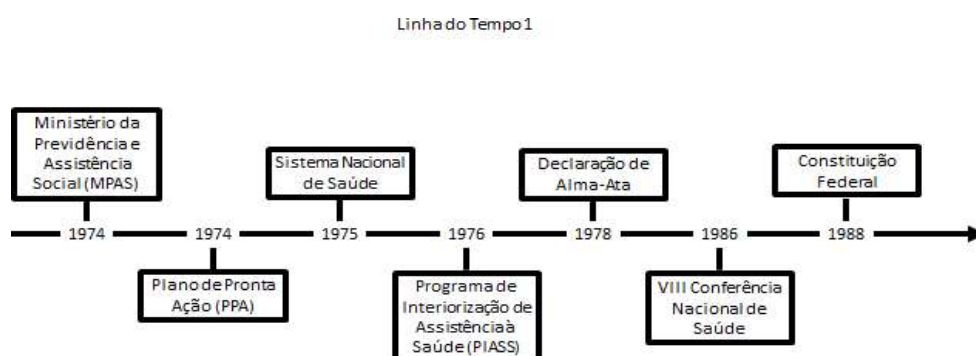 Linha do Tempo 1
Ministério da
Previdência e
Assistência
Social (MPAS)
Sistema Nacional
de Saúde
Declaração de
Alma-Ata
Constituição
Federal
1974
1974
1975
1976
1978
1986
1988
Plano de Pronta
Ação (PPA)
Programa de
Interiorização de
Assistência à
Saúde (PIASS)
VIII Conferência
Nacional de
Saúde